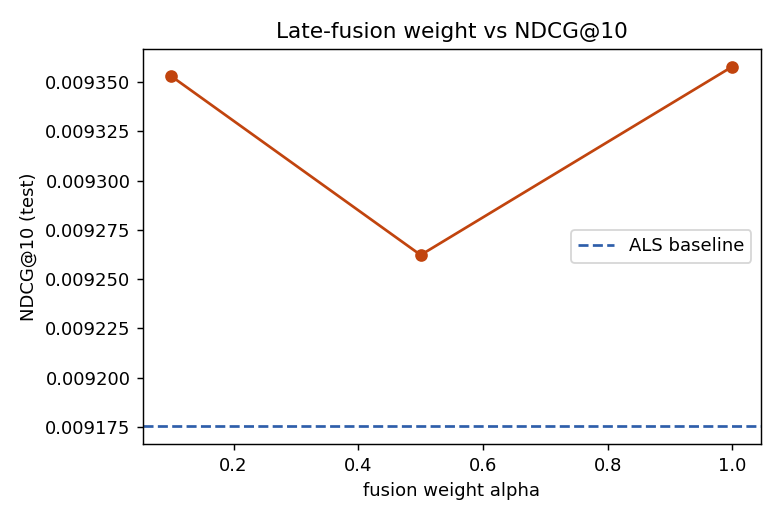 Late-fusion weight vs NDCG@10
NDCG@10 (test)
0.009350
0.009325
0.009300
0.009275
0.009250
0.009225
0.009200
0.009175
ALS baseline
0.2 0.4 0.6 0.8 1.0
fusion weight alpha